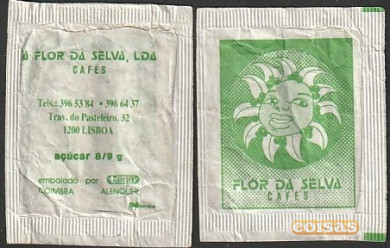 A FLOR DA SELVA, LDA
CAFÉS
Tels.: 396 53 84 • 396 64 37
Trav. do Pasteleiro, 32
1200 LISBOA
açúcar 8/9 g
embalado por
COIMBRA ALENQUER
FLOR DA SELVA
CAFÉS
coisas